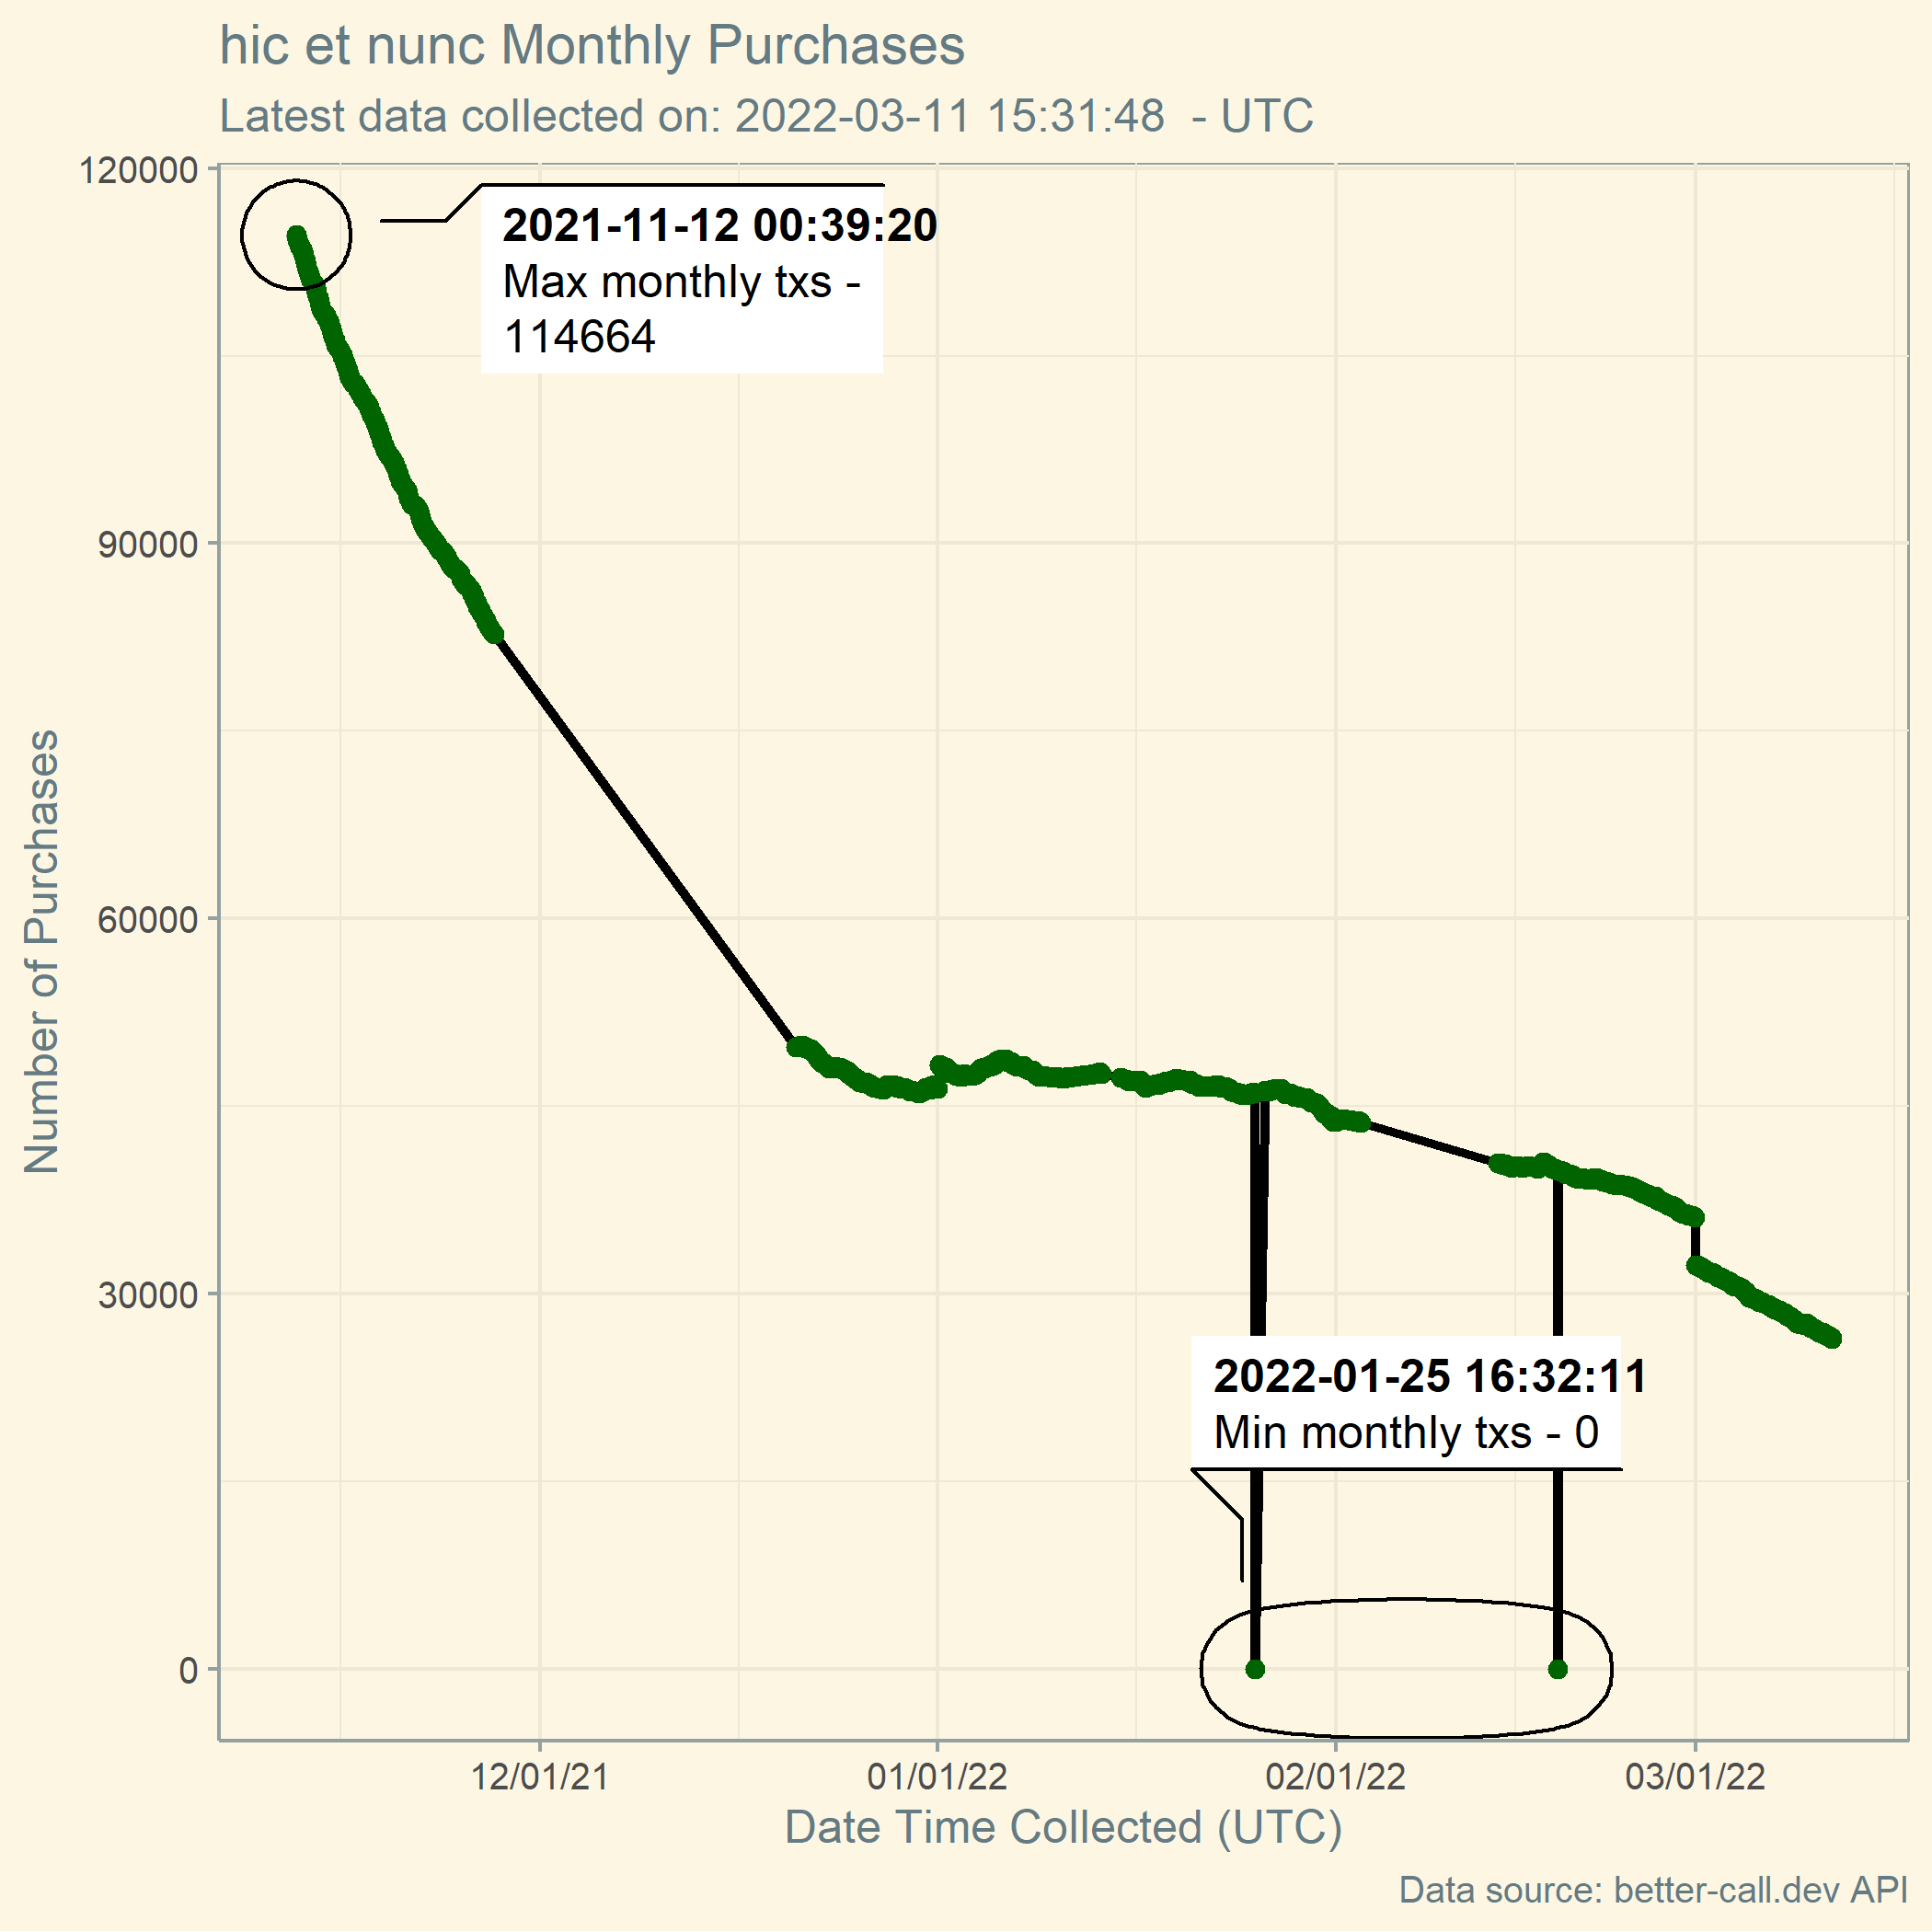 hic et nunc Monthly Purchases
Latest data collected on: 2022-03-11 15:31:48  - UTC
120000
90000
60000
30000
0
Number of Purchases
2021-11-12 00:39:20
Max monthly txs -
114664
2022-01-25 16:32:11
Min monthly txs - 0
12/01/21
01/01/22
02/01/22
03/01/22
Date Time Collected (UTC)
Data source: better-call.dev API